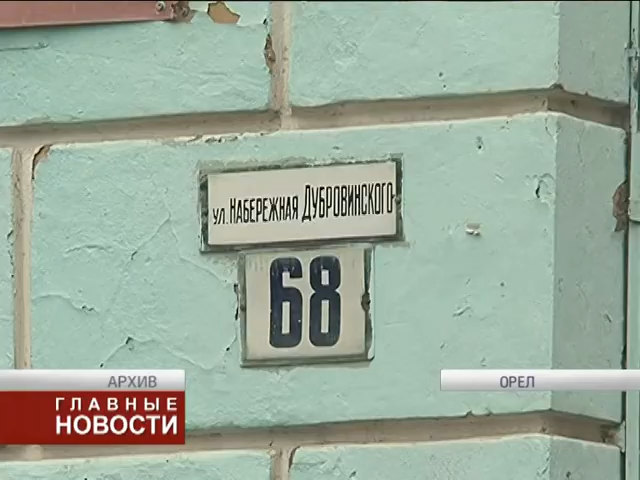 ул. НАБЕРЕЖНАЯ ДУБРОВИНСКОГО
68
АРХИВ
ОРЕЛ
ГЛАВНЫЕ
НОВОСТИ